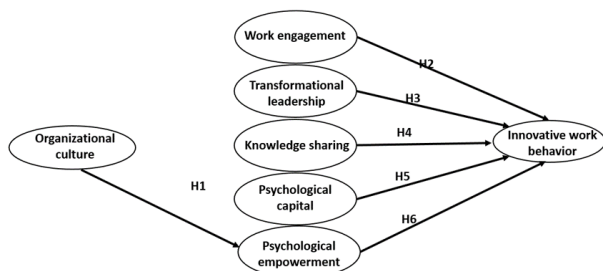 Work engagement
H2
Transformational
leadership
H3
Organizational
culture
Knowledge sharing
H4
Innovative work
behavior
H1
Psychological
capital
H5
Psychological
empowerment
H6